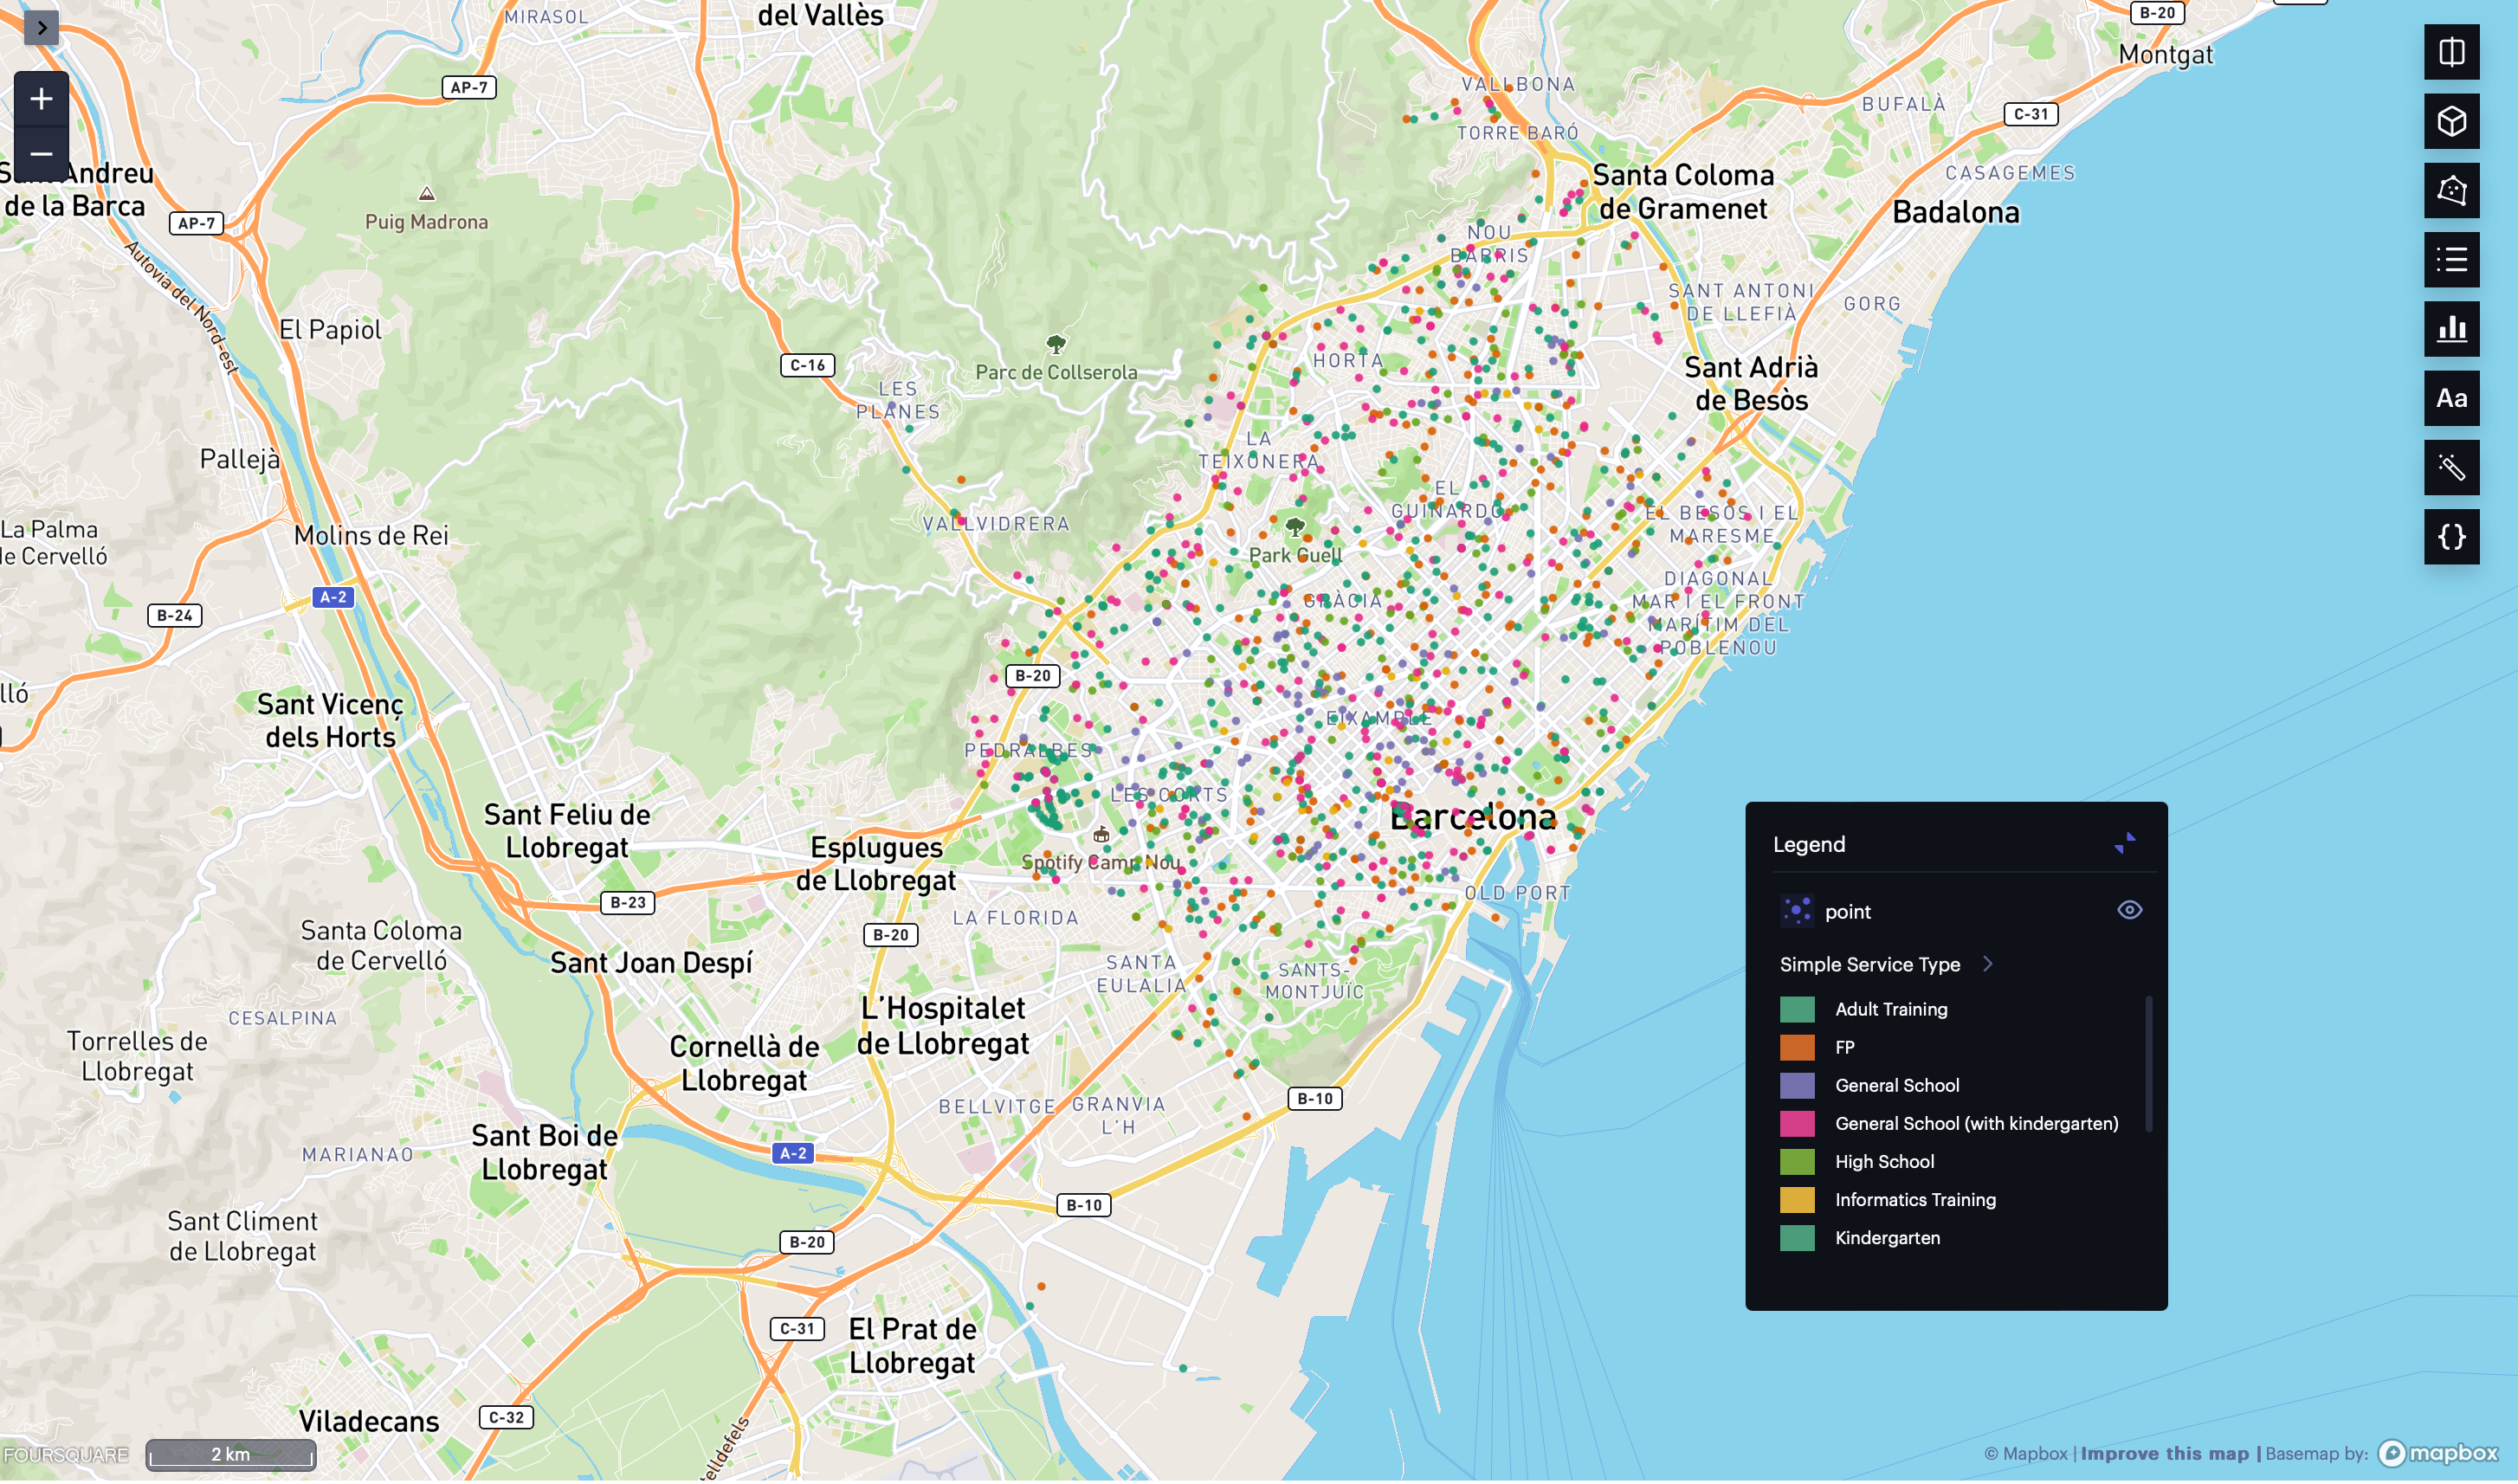 MIRASOL
del Vallès
B-20
Montgat
AP-7
VALLBONA
BUFALÀ
C-31
TORRE BARÓ
Sant Andreu
de la Barca
Santa Coloma
de Gramenet
CASAGEMES
Badalona
AP-7
Puig Madrona
NOU
BARRIS
Autovia del Nord-est
SANT ANTONI
DE LLEFIÀ
GORG
El Papiol
HORTA
C-16
Parc de Collserola
Sant Adrià
de Besòs
LES
PLANES
Pallejà
LA
TEIXONERA
EL
GUINARDÓ
La Palma
de Cervelló
Molins de Rei
VALLVIDRERA
EL BESÒS I EL
MARESME
Park Güell
A-2
B-24
GRÀCIA
DIAGONAL
MAR I EL FRONT
MARÍTIM DEL
POBLENOU
B-20
lló
Sant Vicenç
dels Horts
EIXAMPLE
PEDRALBES
LES CORTS
Sant Feliu de
Llobregat
Barcelona
Esplugues
de Llobregat
Spotify Camp Nou
OLD PORT
B-23
LA FLORIDA
B-20
Santa Coloma
de Cervelló
Sant Joan Despí
SANTA
EULALIA
SANTS-
MONTJUÏC
CESALPINA
L'Hospitalet
de Llobregat
Torrelles de
Llobregat
Cornellà de
Llobregat
B-10
BELLVITGE
GRANVIA
L'H
Sant Boi de
Llobregat
MARIANAO
A-2
B-10
Sant Climent
de Llobregat
B-20
C-31
El Prat de
Llobregat
Viladecans
C-32
elldefels
Aa
{}
Legend
point
Simple Service Type
Adult Training
FP
General School
General School (with kindergarten)
High School
Informatics Training
Kindergarten
FOURSQUARE
2 km
© Mapbox | Improve this map | Basemap by: mapbox